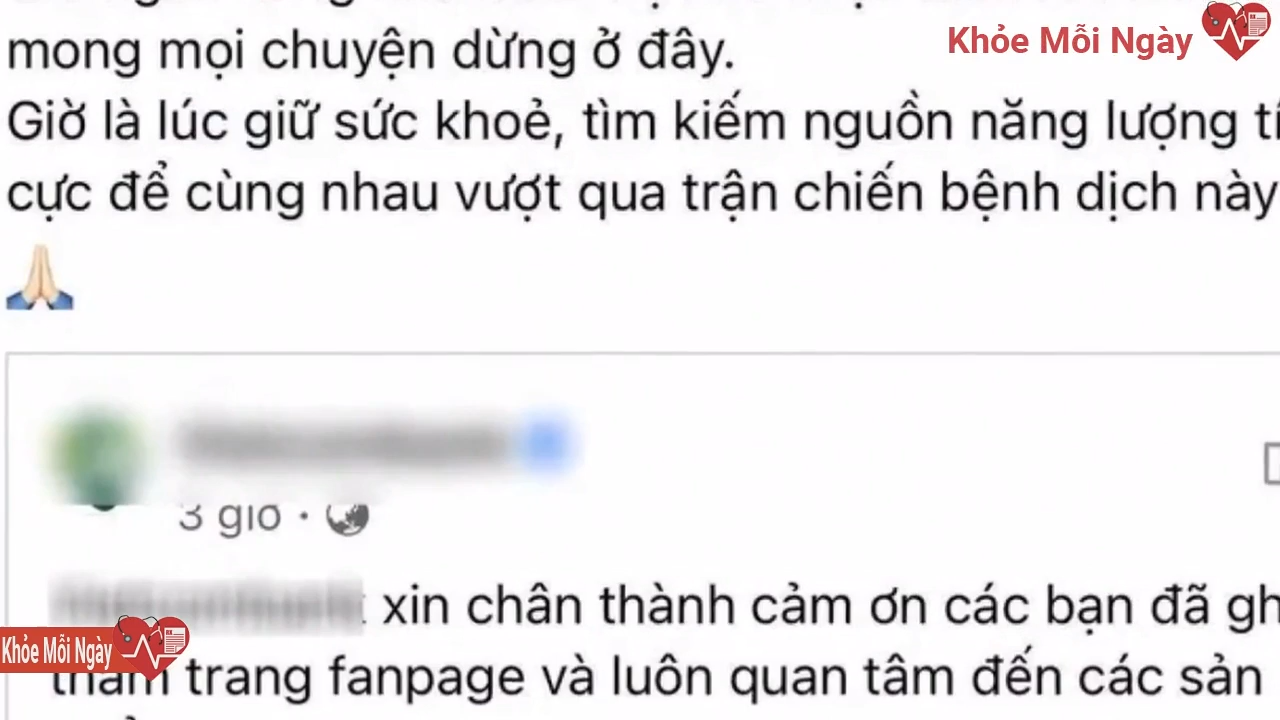 Khỏe Mỗi Ngày
mong mọi chuyện dừng ở đây.
Giờ là lúc giữ sức khoẻ, tìm kiếm nguồn năng lượng
cực để cùng nhau vượt qua trận chiến bệnh dịch này
3 giờ ·
xin chân thành cảm ơn các bạn đã
Khỏe Mỗi Ngày
thăm trang fanpage và luôn quan tâm đến các sản